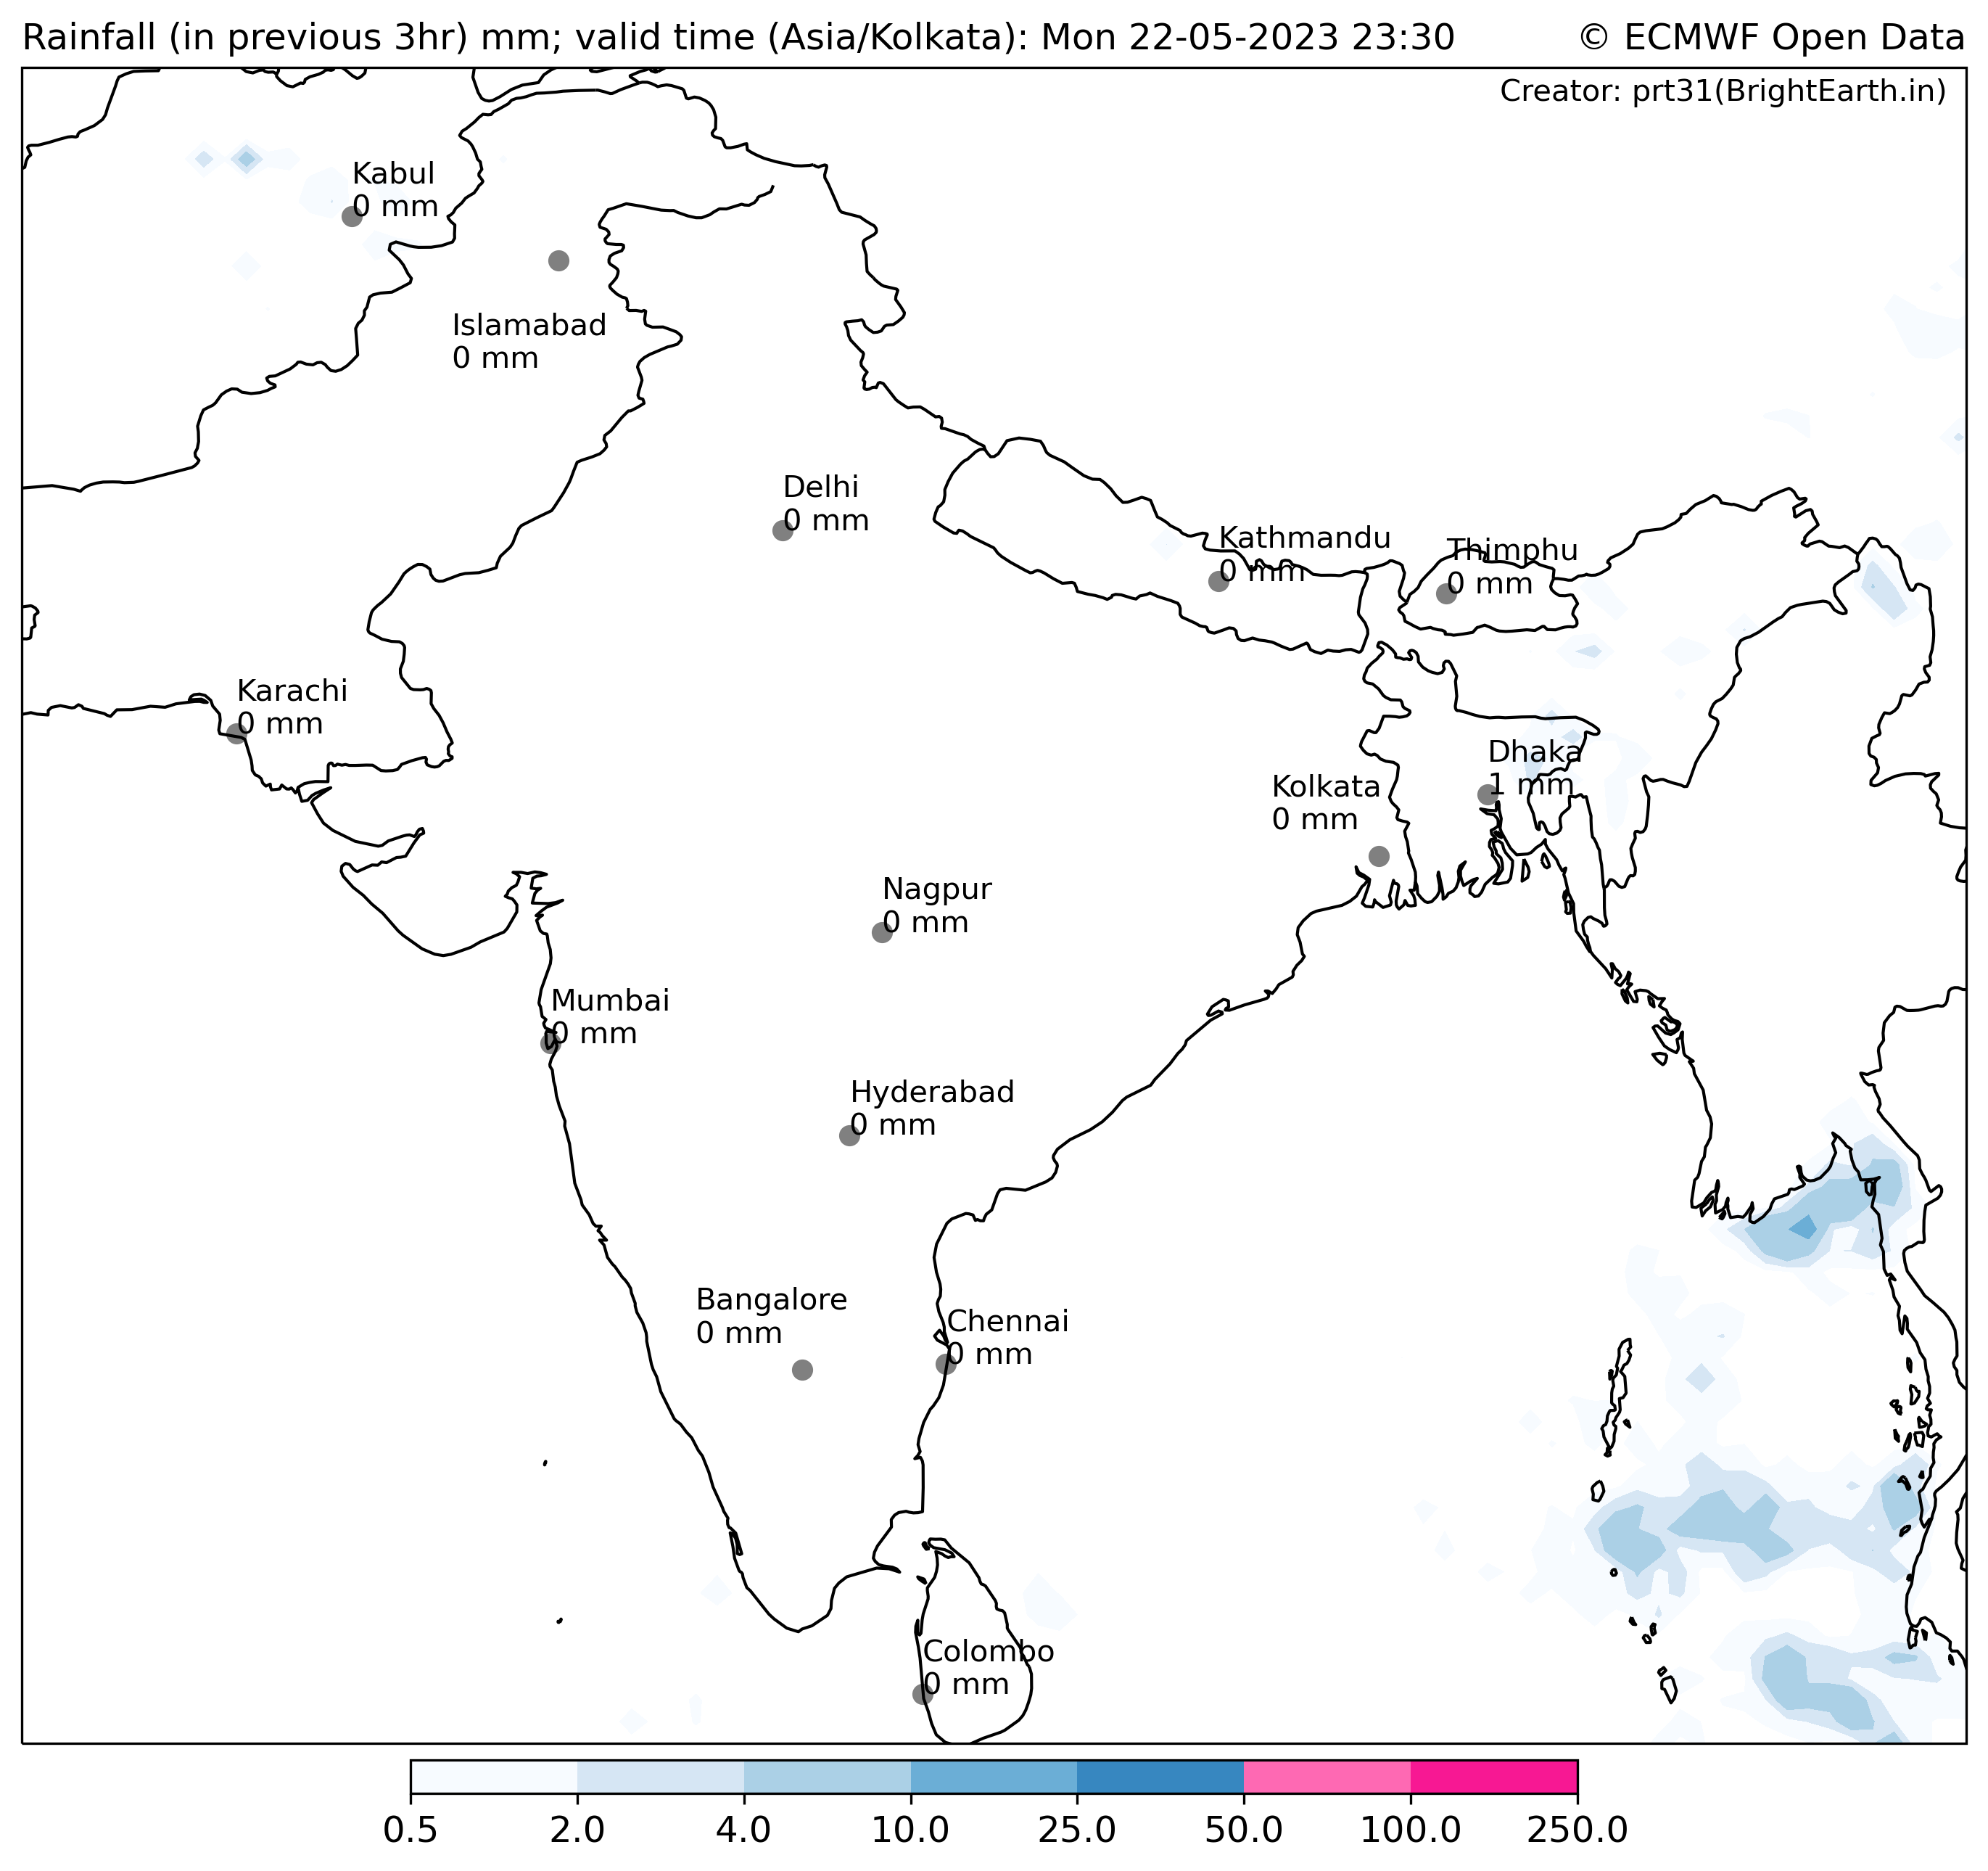 Rainfall (in previous 3hr) mm; valid time (Asia/Kolkata): Mon 22-05-2023 23:30
© ECMWF Open Data
Creator: prt31(BrightEarth.in)
Kabul
0 mm
Islamabad
0 mm
Delhi
0 mm
Kathmandu
0 mm
Thimphu
0 mm
Karachi
0 mm
Dhaka
1 mm
Kolkata
0 mm
Nagpur
0 mm
Mumbai
0 mm
Hyderabad
0 mm
Bangalore
0 mm
Chennai
0 mm
Colombo
0 mm
0.5 2.0 4.0 10.0 25.0 50.0 100.0 250.0